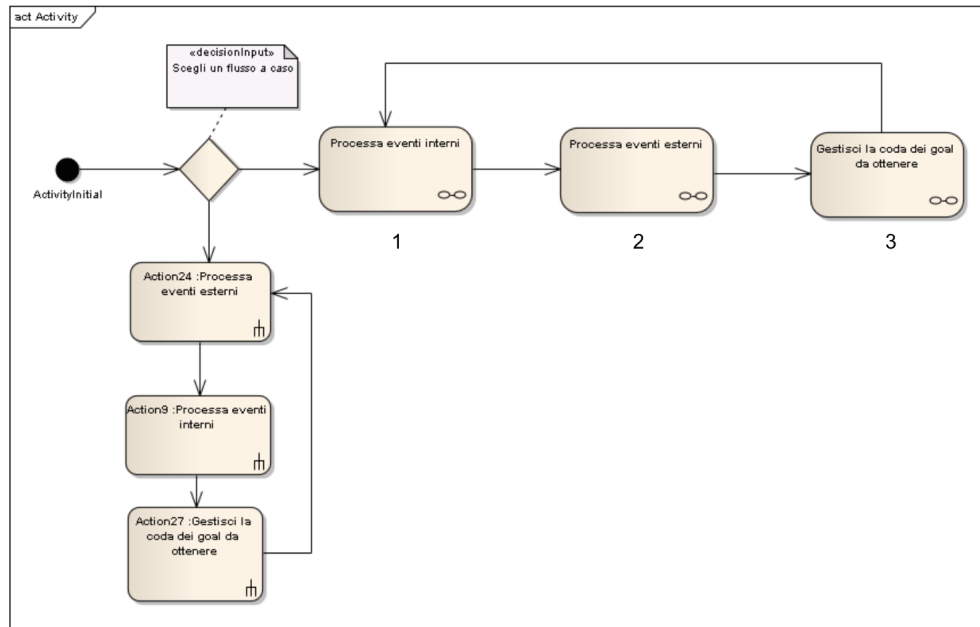 act Activity
«decisionInput»
Scegli un flusso a caso
ActivityInitial
Processa eventi interni
Processa eventi esterni
Gestisci la coda dei goal
da ottenere
1
2
3
Action24 :Processa
eventi esterni
Action9 :Processa eventi
interni
Action27 :Gestisci la
coda dei goal da
ottenere